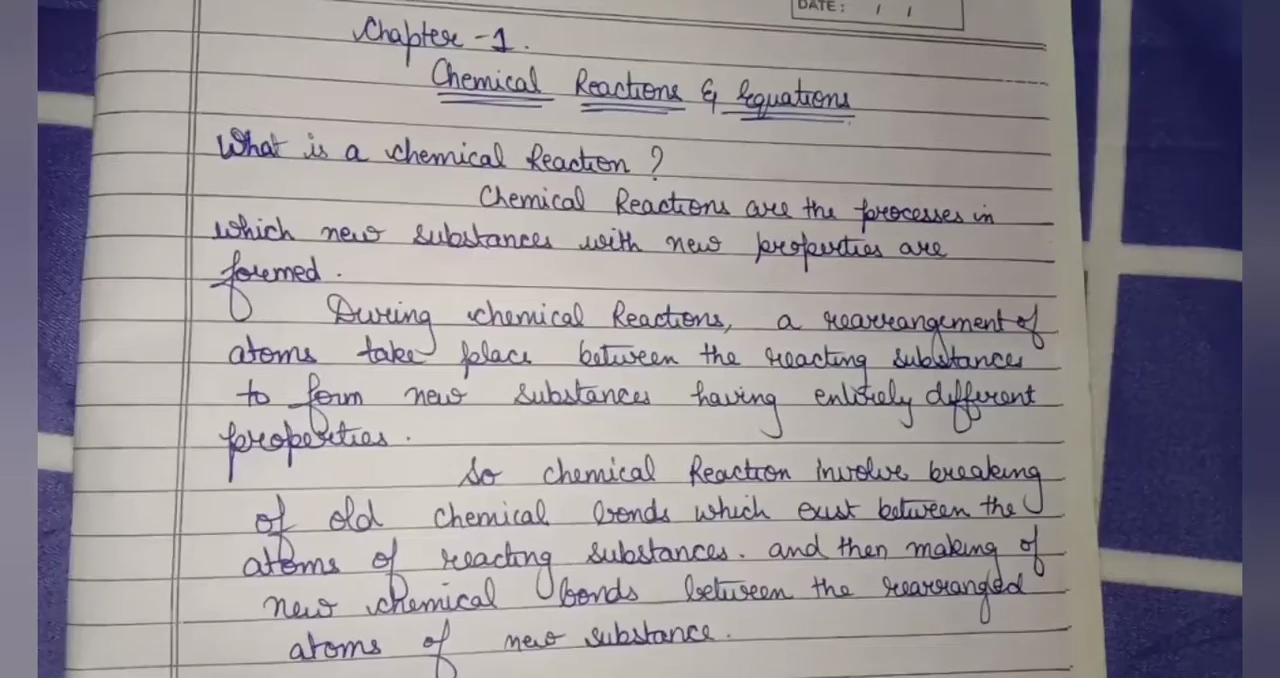 DATE: / /
Chapter -1.
Chemical Reactions & Equations
What is a chemical Reaction ?
Chemical Reactions are the processes in
which new substances with new properties are
formed.
During chemical Reactions, a rearrangement of
atoms take place between the reacting substances
to form new substances having entirely different
properties.
So chemical Reaction involve breaking
of old chemical bonds which exist between the
atoms of reacting substances. and then making of
new chemical bonds between the rearranged
atoms of new substance.